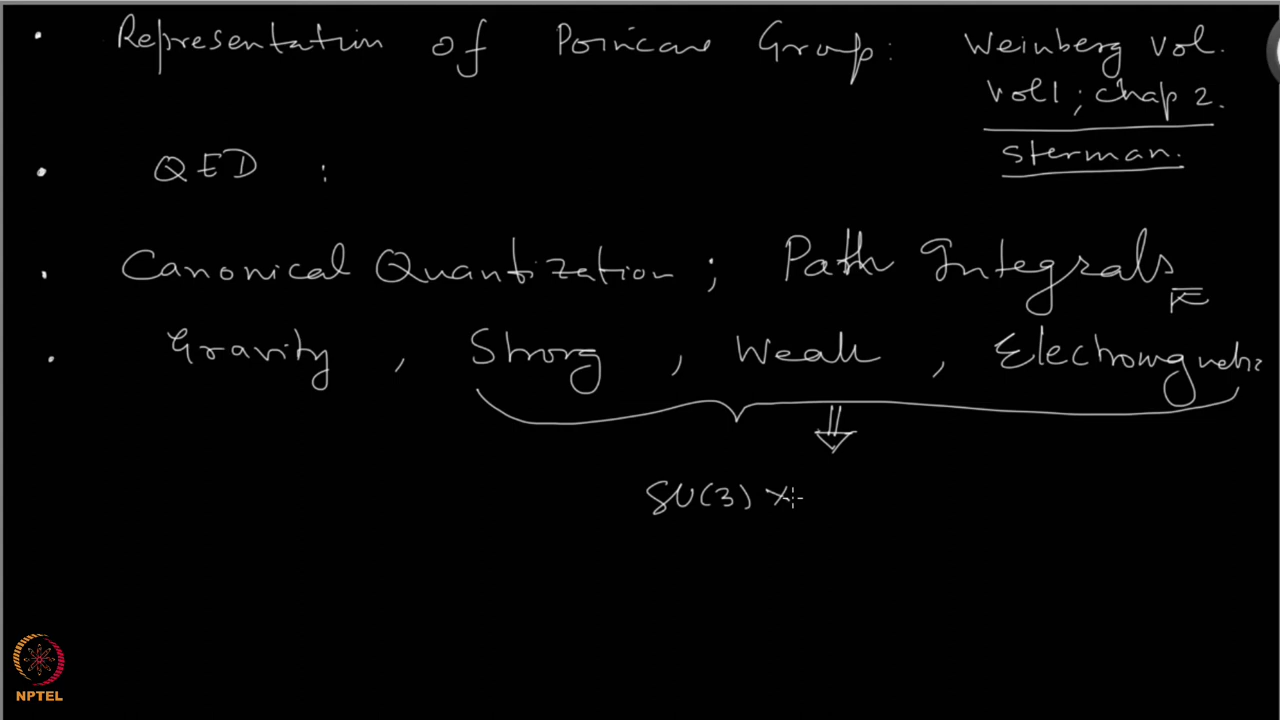 • Representation of Poincare Group : Weinberg vol.
vol 1 ; chap 2.
Sterman.
• QED :
• Canonical Quantization ; Path Integrals
• Gravity , Strong , Weak , Electromagnetic
⇓
SU(3) ×
NPTEL